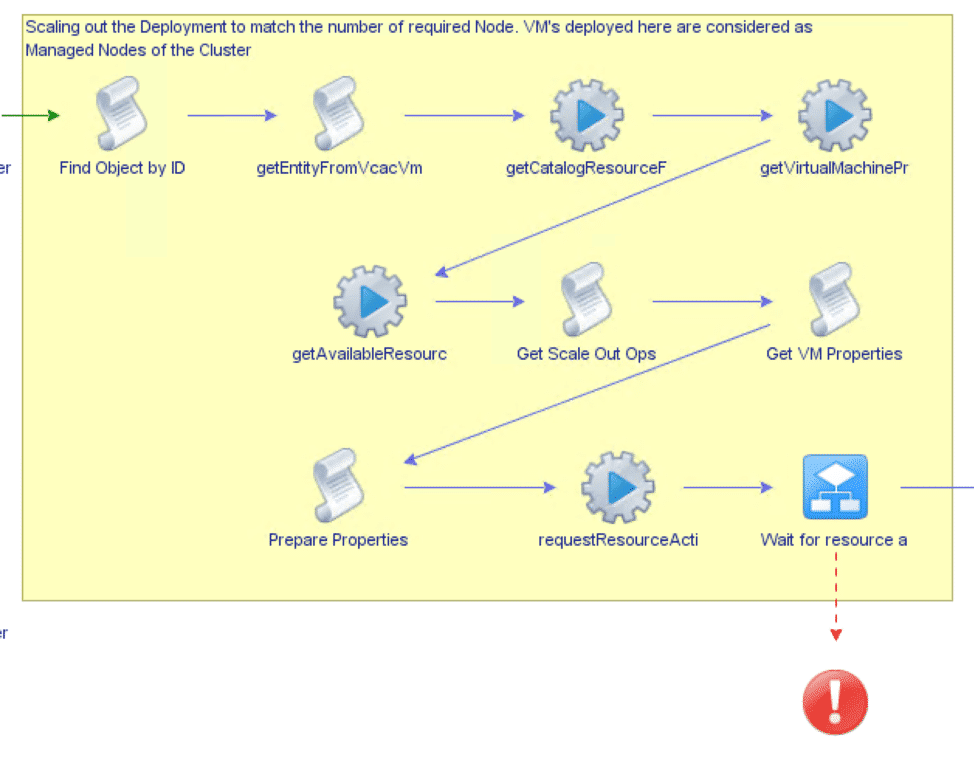 Scaling out the Deployment to match the number of required Node. VM's deployed here are considered as
Managed Nodes of the Cluster
er
Find Object by ID
getEntityFromVcacVm
getCatalogResourceF
getVirtualMachinePr
getAvailableResourc
Get Scale Out Ops
Get VM Properties
Prepare Properties
requestResourceActi
Wait for resource a
er